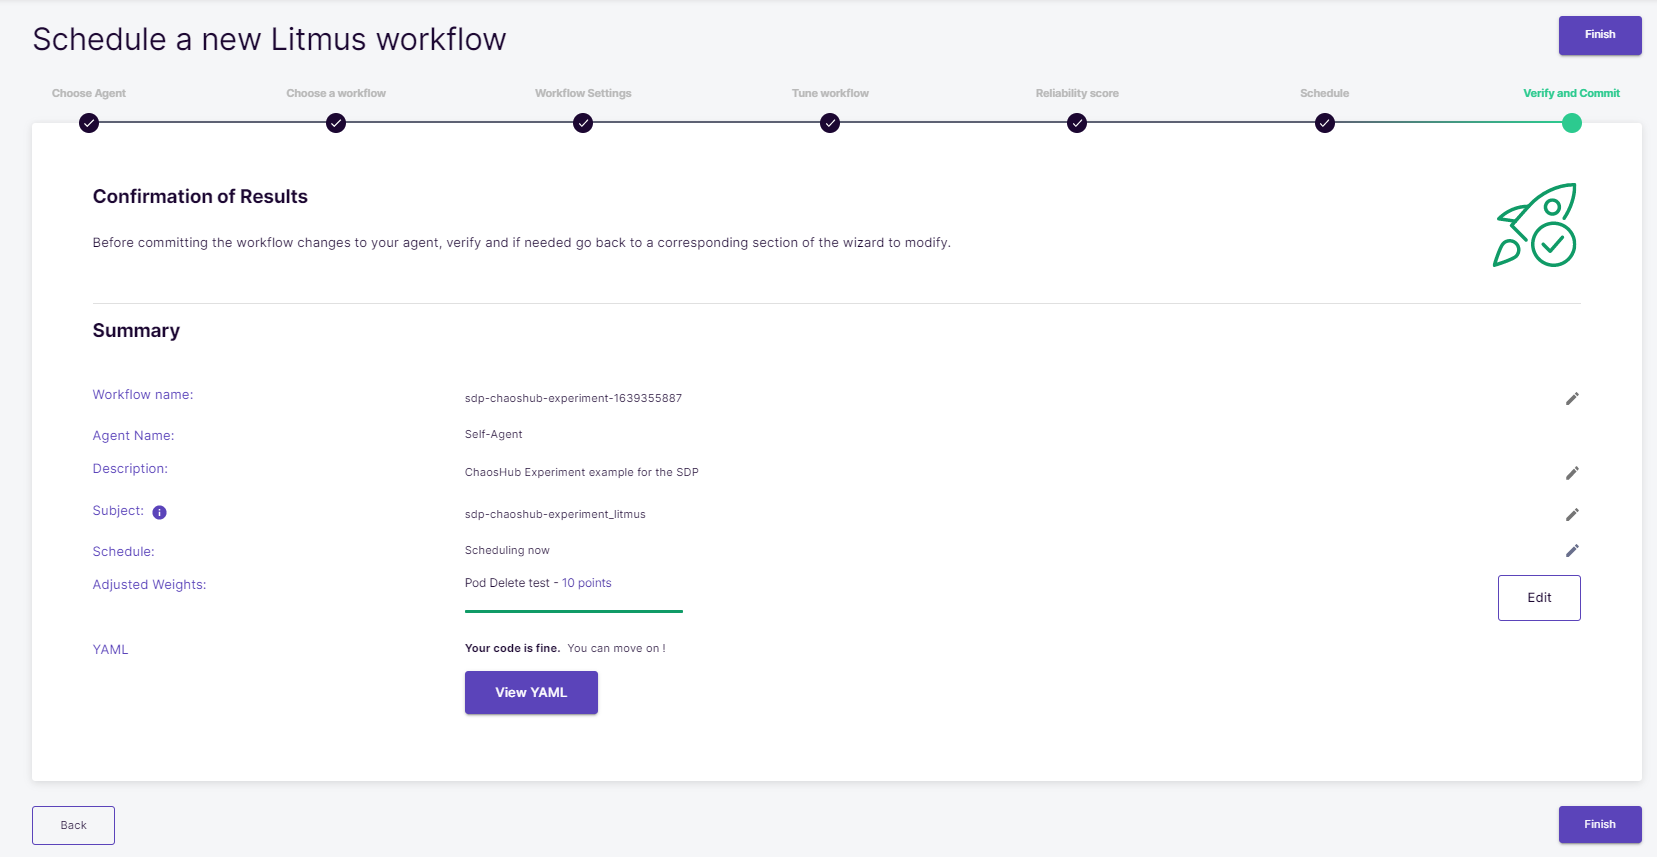 Schedule a new Litmus workflow
Finish
Choose Agent
Choose a workflow
Workflow Settings
Tune workflow
Reliability score
Schedule
Verify and Commit
Confirmation of Results
Before committing the workflow changes to your agent, verify and if needed go back to a corresponding section of the wizard to modify.
Summary
Workflow name: sdp-chaoshub-experiment-1639355887
Agent Name: Self-Agent
Description: ChaosHub Experiment example for the SDP
Subject: i sdp-chaoshub-experiment_litmus
Schedule: Scheduling now
Adjusted Weights: Pod Delete test - 10 points
Edit
YAML Your code is fine. You can move on !
View YAML
Back
Finish